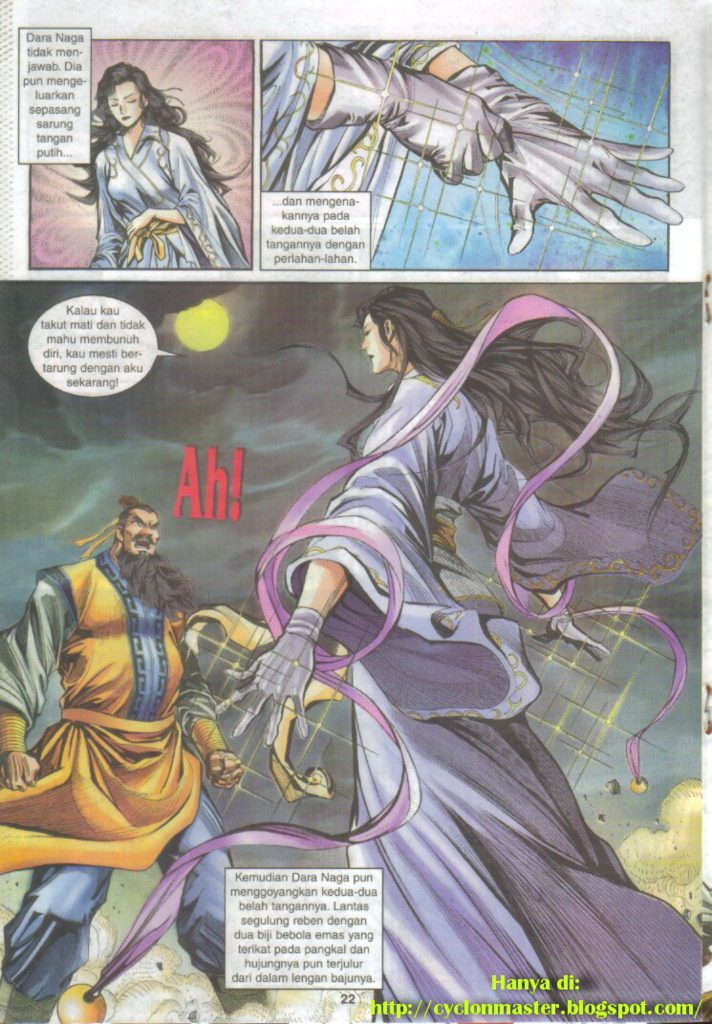 Dara Naga
tidak men-
jawab. Dia
pun menge-
luarkan
sepasang
sarung
tangan
putih...
...dan mengena-
kannya pada
kedua-dua belah
tangannya dengan
perlahan-lahan.
Kalau kau
takut mati dan tidak
mahu membunuh
diri, kau mesti ber-
tarung dengan aku
sekarang!
Ah!
Kemudian Dara Naga pun
menggoyangkan kedua-dua
belah tangannya. Lantas
segulung reben dengan
dua biji bebola emas yang
terikat pada pangkal dan
hujungnya pun terjulur
dari dalam lengan bajunya.
22
Hanya di:
http://cyclonmaster.blogspot.com/